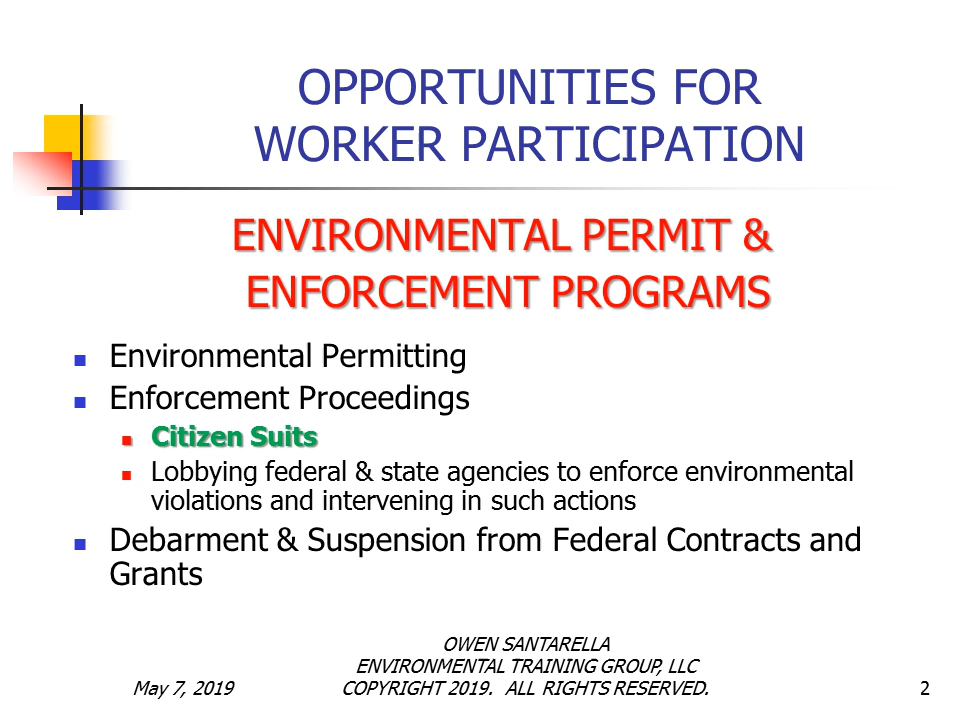 OPPORTUNITIES FOR
WORKER PARTICIPATION
ENVIRONMENTAL PERMIT &
ENFORCEMENT PROGRAMS
Environmental Permitting
Enforcement Proceedings
Citizen Suits
Lobbying federal & state agencies to enforce environmental
violations and intervening in such actions
Debarment & Suspension from Federal Contracts and
Grants
May 7, 2019
OWEN SANTARELLA
ENVIRONMENTAL TRAINING GROUP, LLC
COPYRIGHT 2019. ALL RIGHTS RESERVED.
2